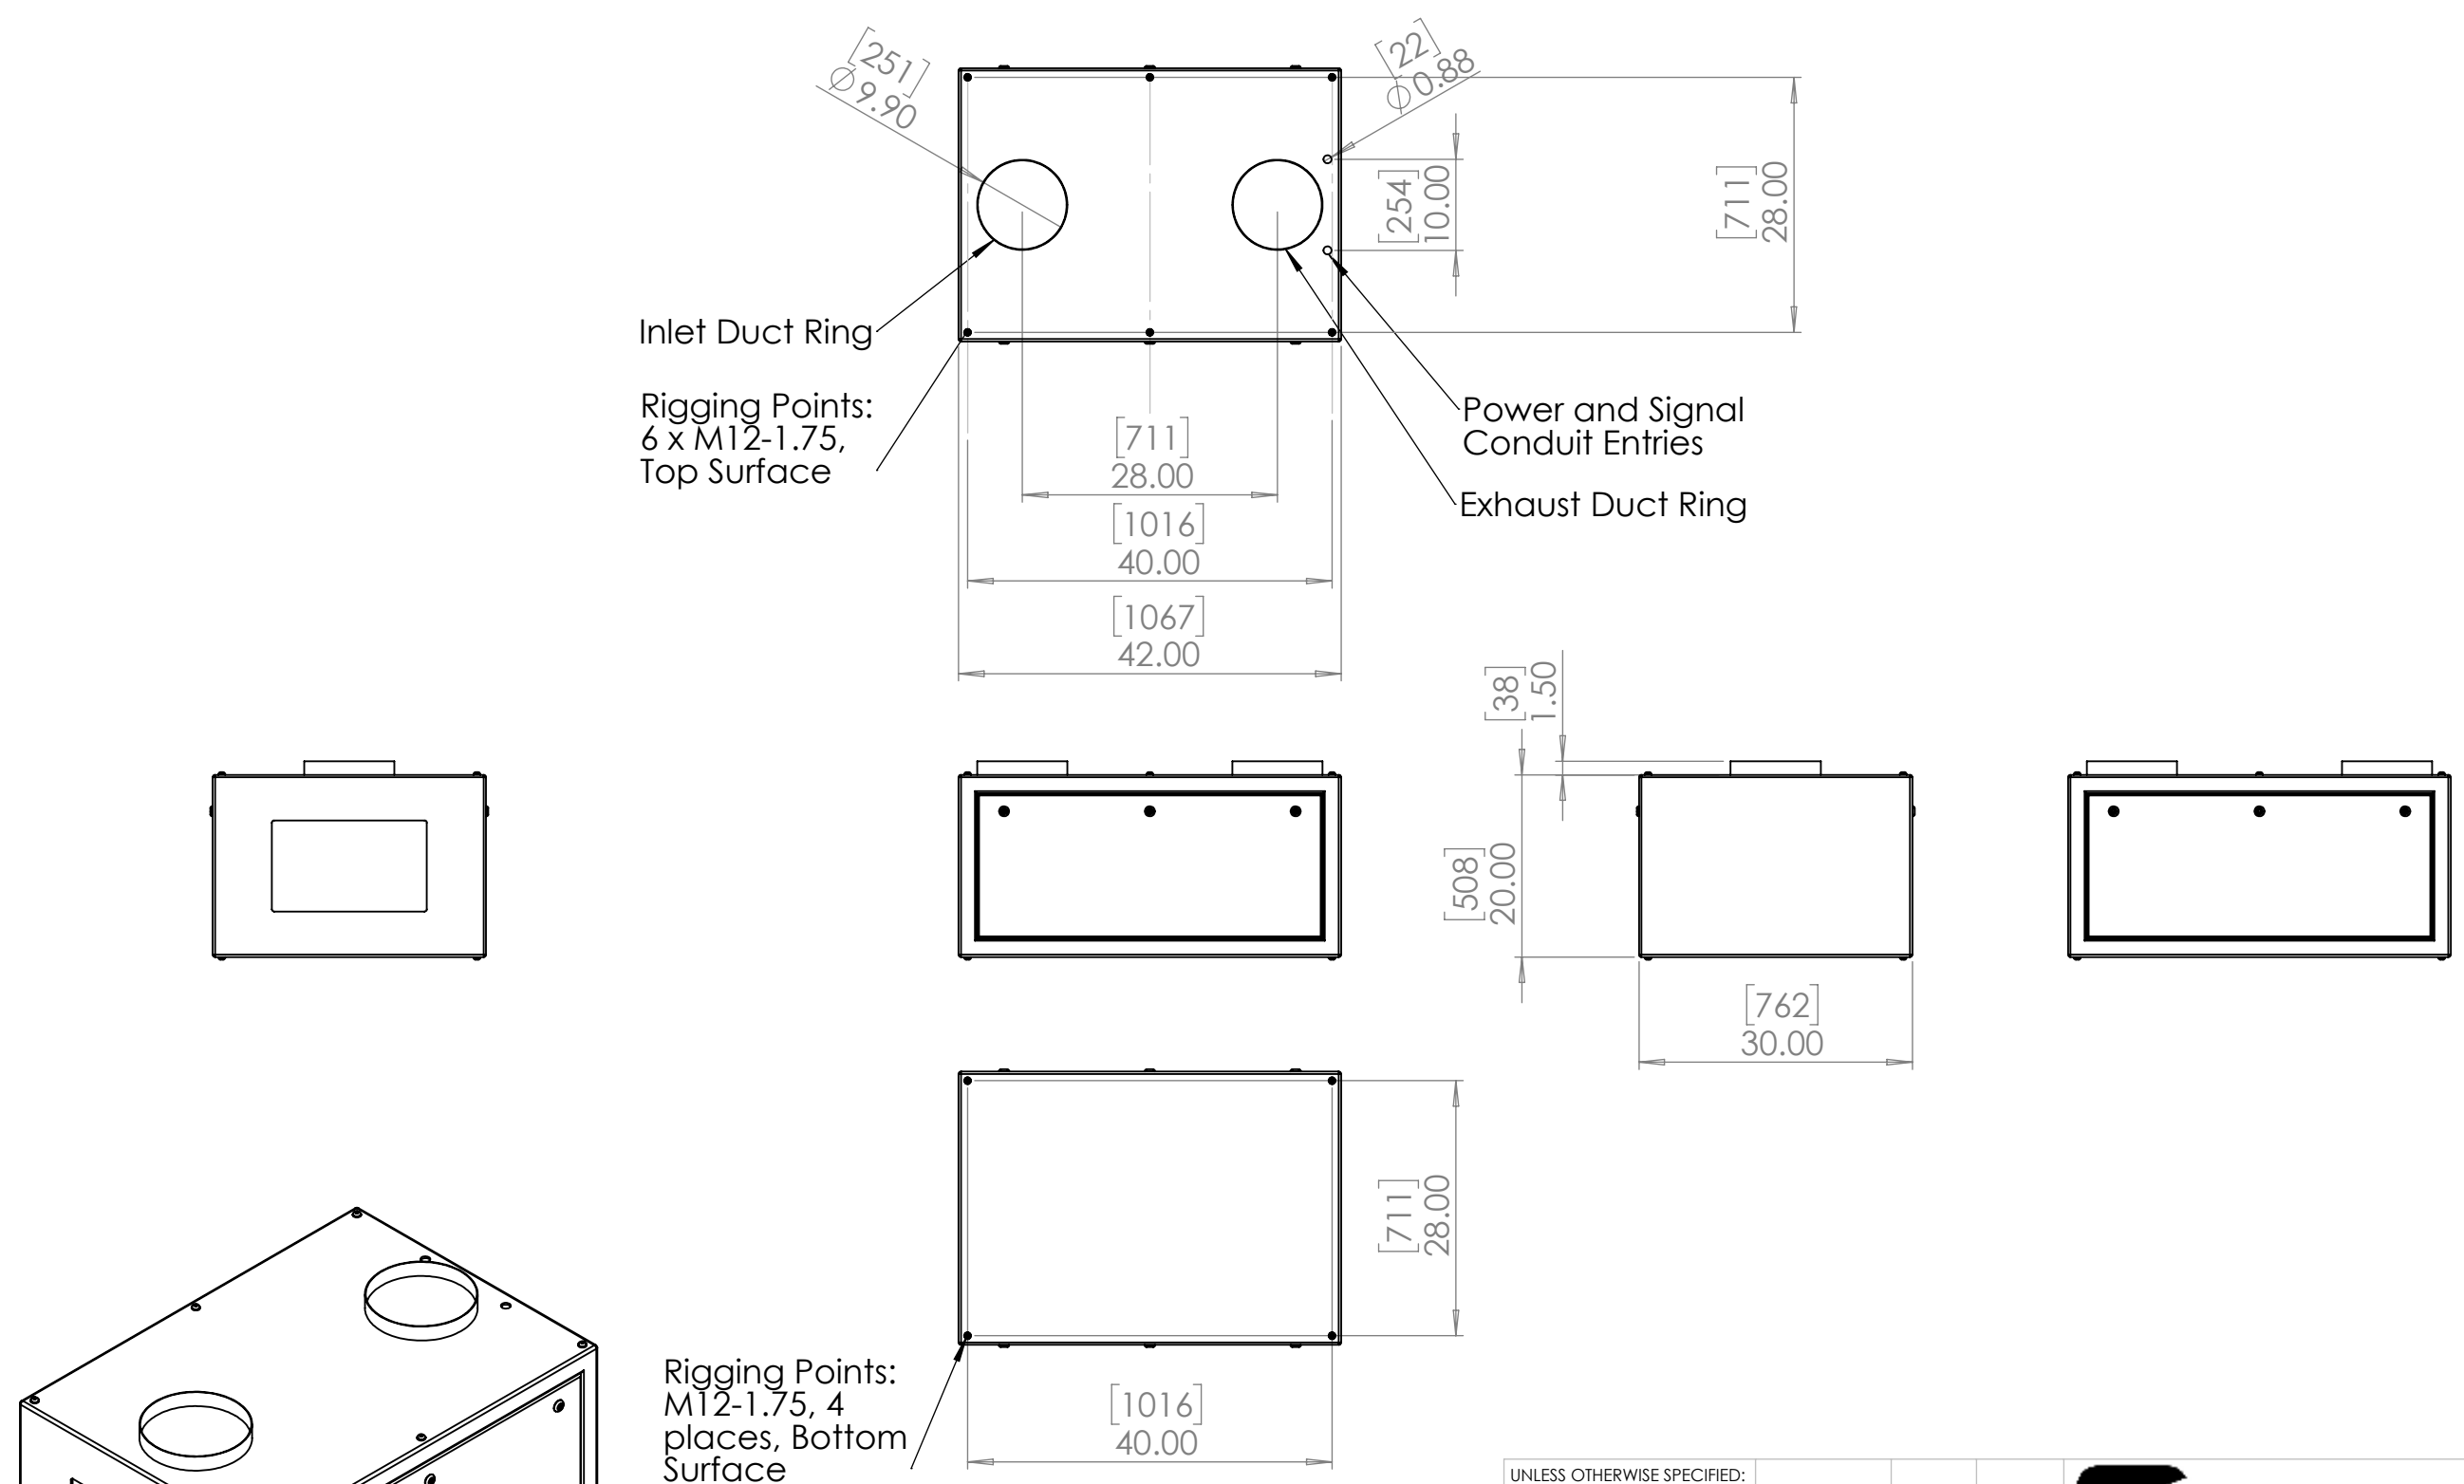 [251]
∅9.90
[22]
∅0.88
[254]
10.00
[711]
28.00
Inlet Duct Ring
Rigging Points:
6 x M12-1.75,
Top Surface
Power and Signal
Conduit Entries
Exhaust Duct Ring
[711]
28.00
[1016]
40.00
[1067]
42.00
[38]
1.50
[508]
20.00
[762]
30.00
[711]
28.00
Rigging Points:
M12-1.75, 4
places, Bottom
Surface
[1016]
40.00
UNLESS OTHERWISE SPECIFIED: